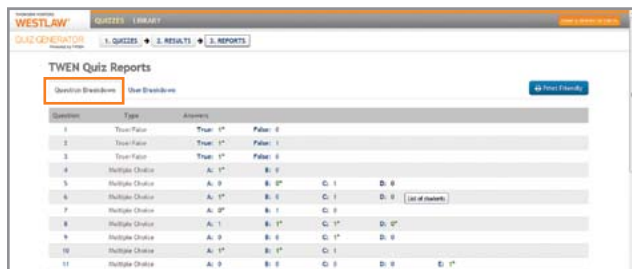 WESTLAW QUIZZES LIBRARY
QUIZ GENERATOR 1. QUIZZES 2. RESULTS 3. REPORTS
TWEN Quiz Reports
Question Breakdown User Breakdown Print Friendly
Question Type Answers
1 True/False True: 1* False: 0
2 True/False True: 1* False: 1
3 True/False True: 1* False: 0
4 Multiple Choice A: 1* B: 0
5 Multiple Choice A: 0 B: 0* C: 1 D: 0
6 Multiple Choice A: 1* B: 0 C: 1 D: 0 List of students
7 Multiple Choice A: 0* B: 1 C: 0
8 Multiple Choice A: 1 B: 1* C: 1* D: 0*
9 Multiple Choice A: 0 B: 0 C: 1* D: 0
10 Multiple Choice A: 1* B: 1* C: 1
11 Multiple Choice A: 0 B: 0 C: 0 D: 0 E: 1*